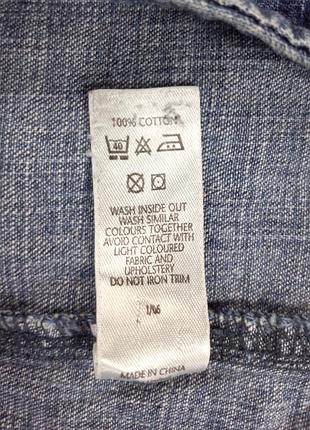 100% COTTON
40
WASH INSIDE OUT
WASH SIMILAR
COLOURS TOGETHER
AVOID CONTACT WITH
LIGHT COLOURED
FABRIC AND
UPHOLSTERY
DO NOT IRON TRIM
MADE IN CHINA